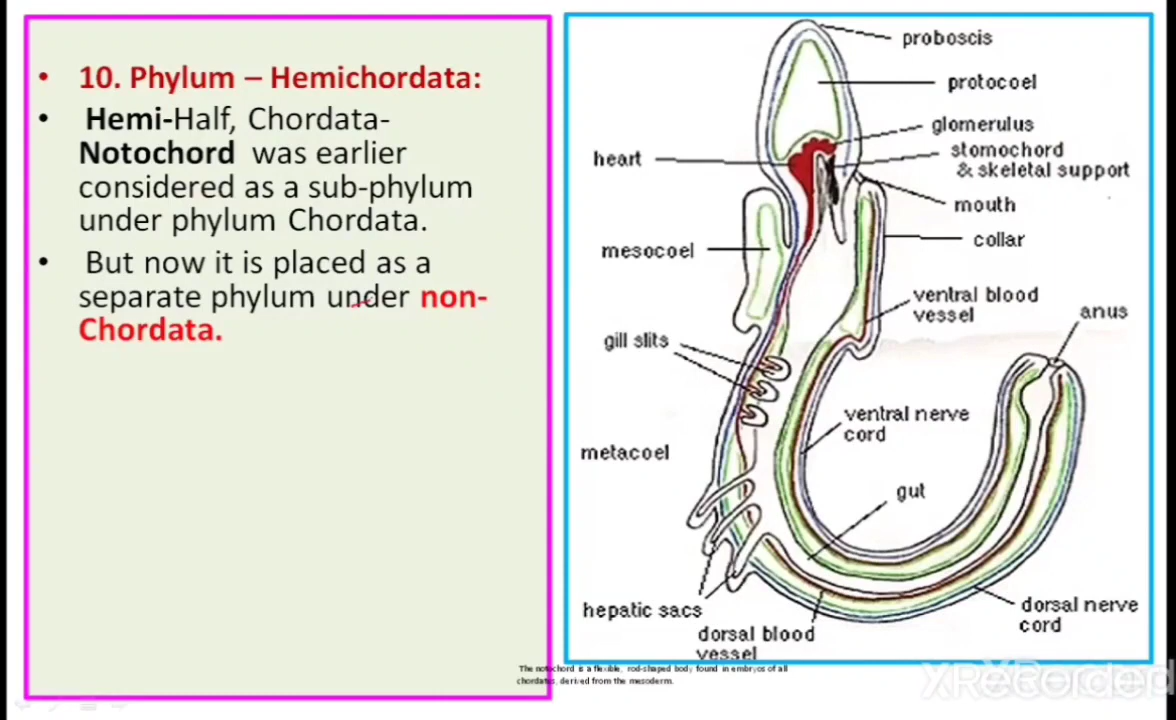 • 10. Phylum – Hemichordata:
• Hemi-Half, Chordata-
Notochord was earlier
considered as a sub-phylum
under phylum Chordata.
• But now it is placed as a
separate phylum under non-
Chordata.
proboscis
protocoel
glomerulus
heart
stomochord
& skeletal support
mouth
collar
mesocoel
ventral blood
vessel
anus
gill slits
ventral nerve
cord
metacoel
gut
hepatic sacs
dorsal nerve
cord
dorsal blood
vessel
The notochord is a flexible, rod-shaped body found in embryos of all
chordates, derived from the mesoderm.
XRecorder